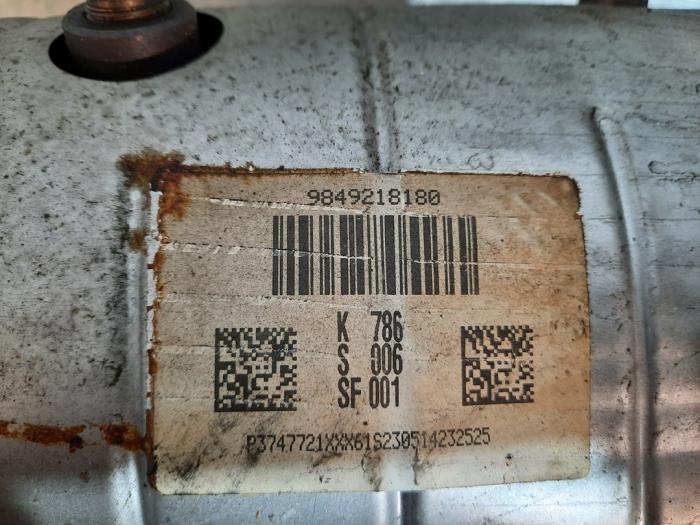 9849218180
K 786
S 006
SF 001
P3747721XXX61S230514232525